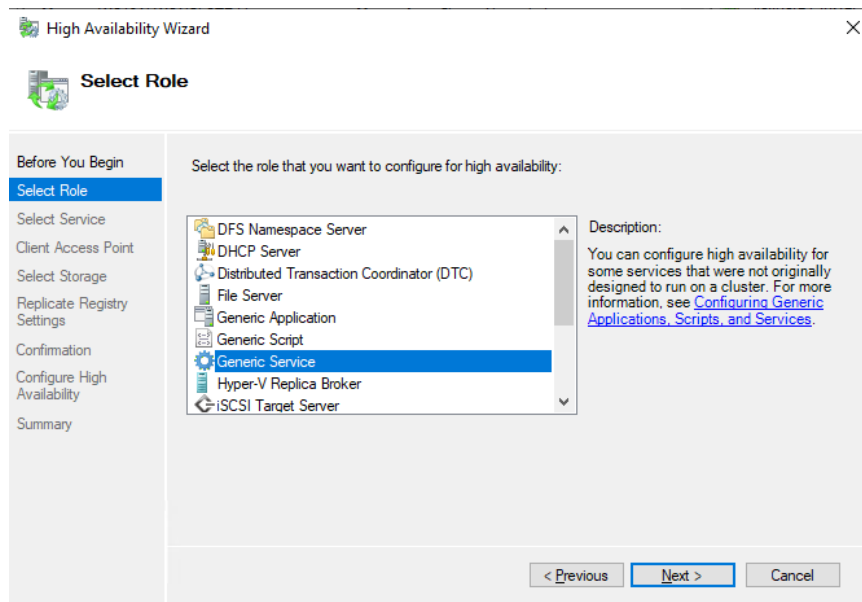 High Availability Wizard
Select Role
Before You Begin
Select Role
Select Service
Client Access Point
Select Storage
Replicate Registry
Settings
Confirmation
Configure High
Availability
Summary
Select the role that you want to configure for high availability:
DFS Namespace Server
DHCP Server
Distributed Transaction Coordinator (DTC)
File Server
Generic Application
Generic Script
Generic Service
Hyper-V Replica Broker
iSCSI Target Server
Description:
You can configure high availability for
some services that were not originally
designed to run on a cluster. For more
information, see Configuring Generic
Applications, Scripts, and Services.
< Previous
Next >
Cancel